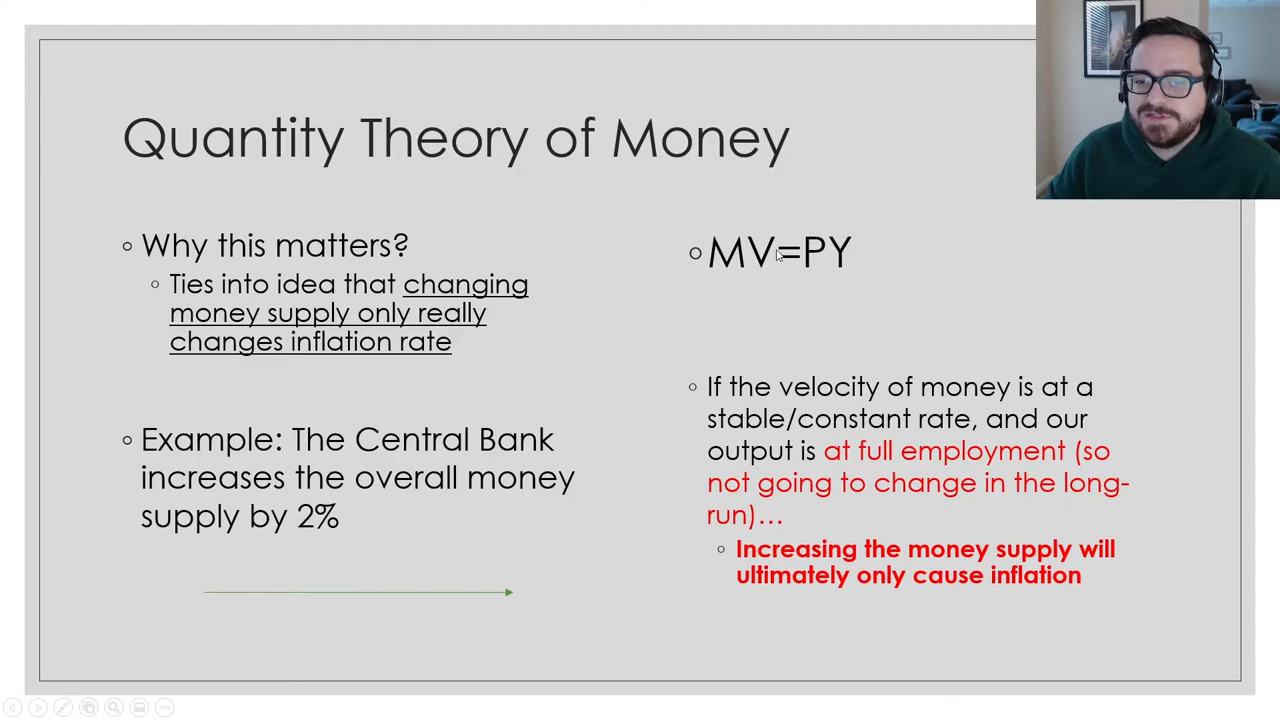 Quantity Theory of Money
◦ Why this matters?
◦ Ties into idea that changing
money supply only really
changes inflation rate
◦ Example: The Central Bank
increases the overall money
supply by 2%
◦ MV=PY
◦ If the velocity of money is at a
stable/constant rate, and our
output is at full employment (so
not going to change in the long-
run)…
◦ Increasing the money supply will
ultimately only cause inflation